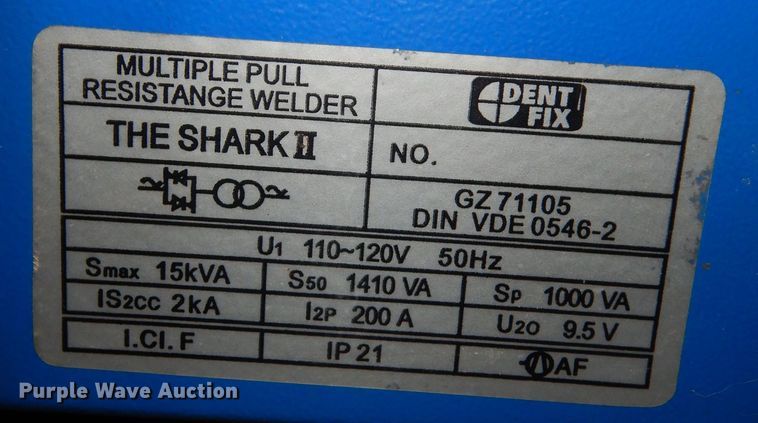 MULTIPLE PULL
RESISTANGE WELDER
DENT
FIX
THE SHARK II
NO.
GZ 71105
DIN VDE 0546-2
U1 110~120V 50Hz
Smax 15kVA
S50 1410 VA
Sp 1000 VA
IS2CC 2kA
I2P 200 A
U2O 9.5 V
I.CI. F
IP 21
AF
Purple Wave Auction